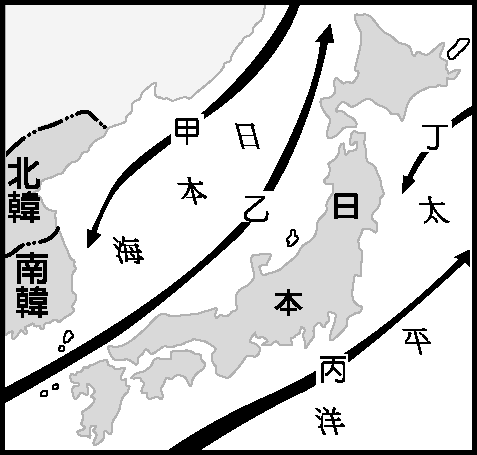 甲
日
本
海
乙
北韓
南韓
日
本
丁
太
平
洋
丙